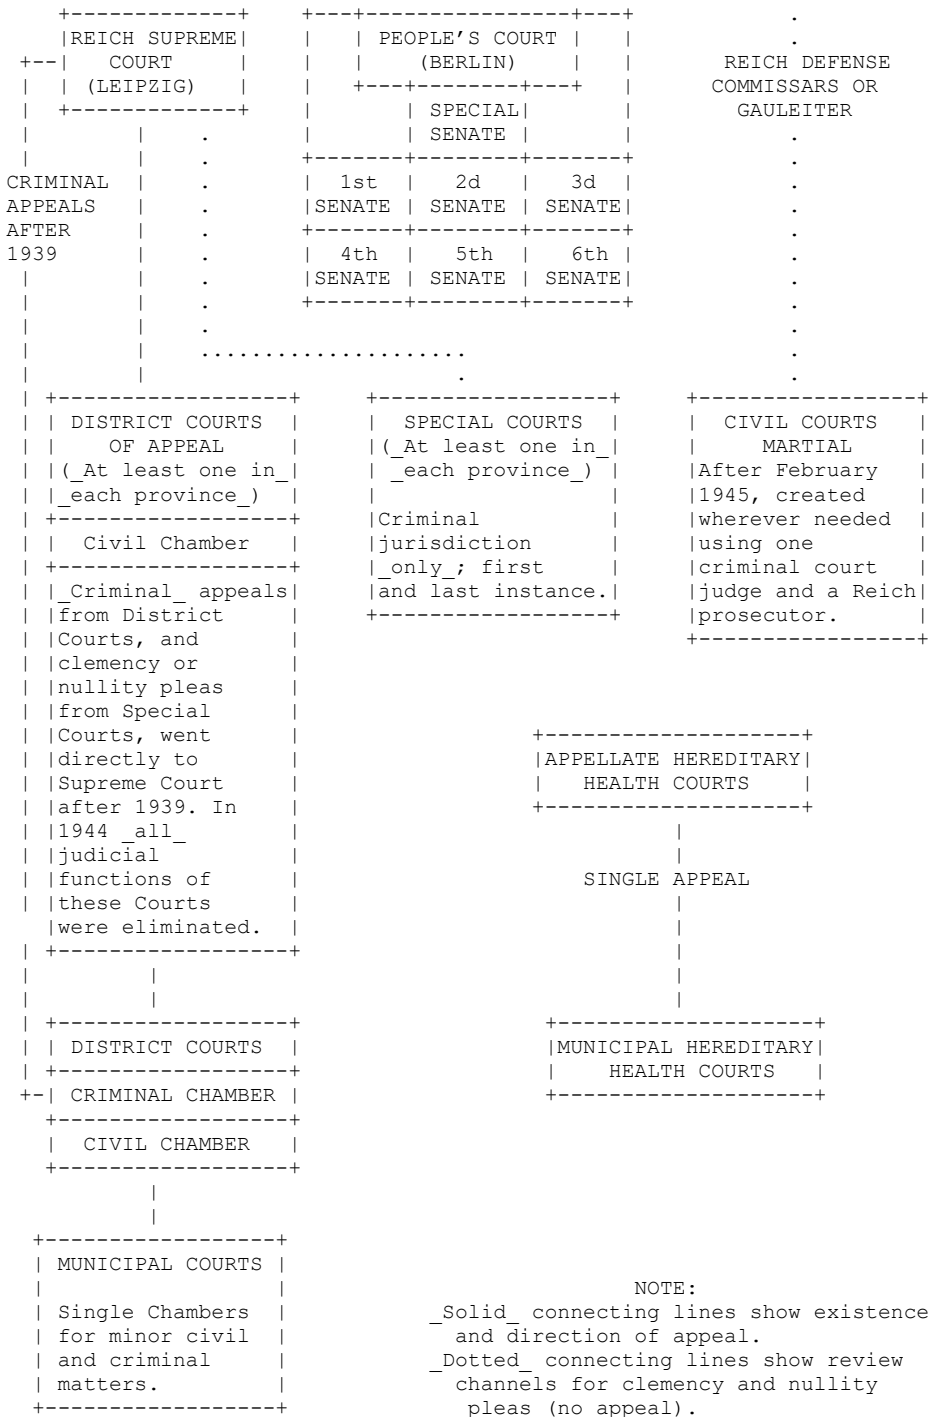 REICH SUPREME
COURT
(LEIPZIG)
PEOPLE'S COURT
(BERLIN)
SPECIAL
SENATE
1st 2d 3d
SENATE SENATE SENATE
4th 5th 6th
SENATE SENATE SENATE
REICH DEFENSE
COMMISSARS OR
GAULEITER
CRIMINAL
APPEALS
AFTER
1939
DISTRICT COURTS
OF APPEAL
(_At least one in_
_each province_)
Civil Chamber
_Criminal_ appeals
from District
Courts, and
clemency or
nullity pleas
from Special
Courts, went
directly to
Supreme Court
after 1939. In
1944 _all_
judicial
functions of
these Courts
were eliminated.
SPECIAL COURTS
(_At least one in_
_each province_)
Criminal
jurisdiction
_only_; first
and last instance.
CIVIL COURTS
MARTIAL
After February
1945, created
wherever needed
using one
criminal court
judge and a Reich
prosecutor.
APPELLATE HEREDITARY
HEALTH COURTS
SINGLE APPEAL
MUNICIPAL HEREDITARY
HEALTH COURTS
DISTRICT COURTS
CRIMINAL CHAMBER
CIVIL CHAMBER
MUNICIPAL COURTS
Single Chambers
for minor civil
and criminal
matters.
NOTE:
_Solid_ connecting lines show existence
and direction of appeal.
_Dotted_ connecting lines show review
channels for clemency and nullity
pleas (no appeal).